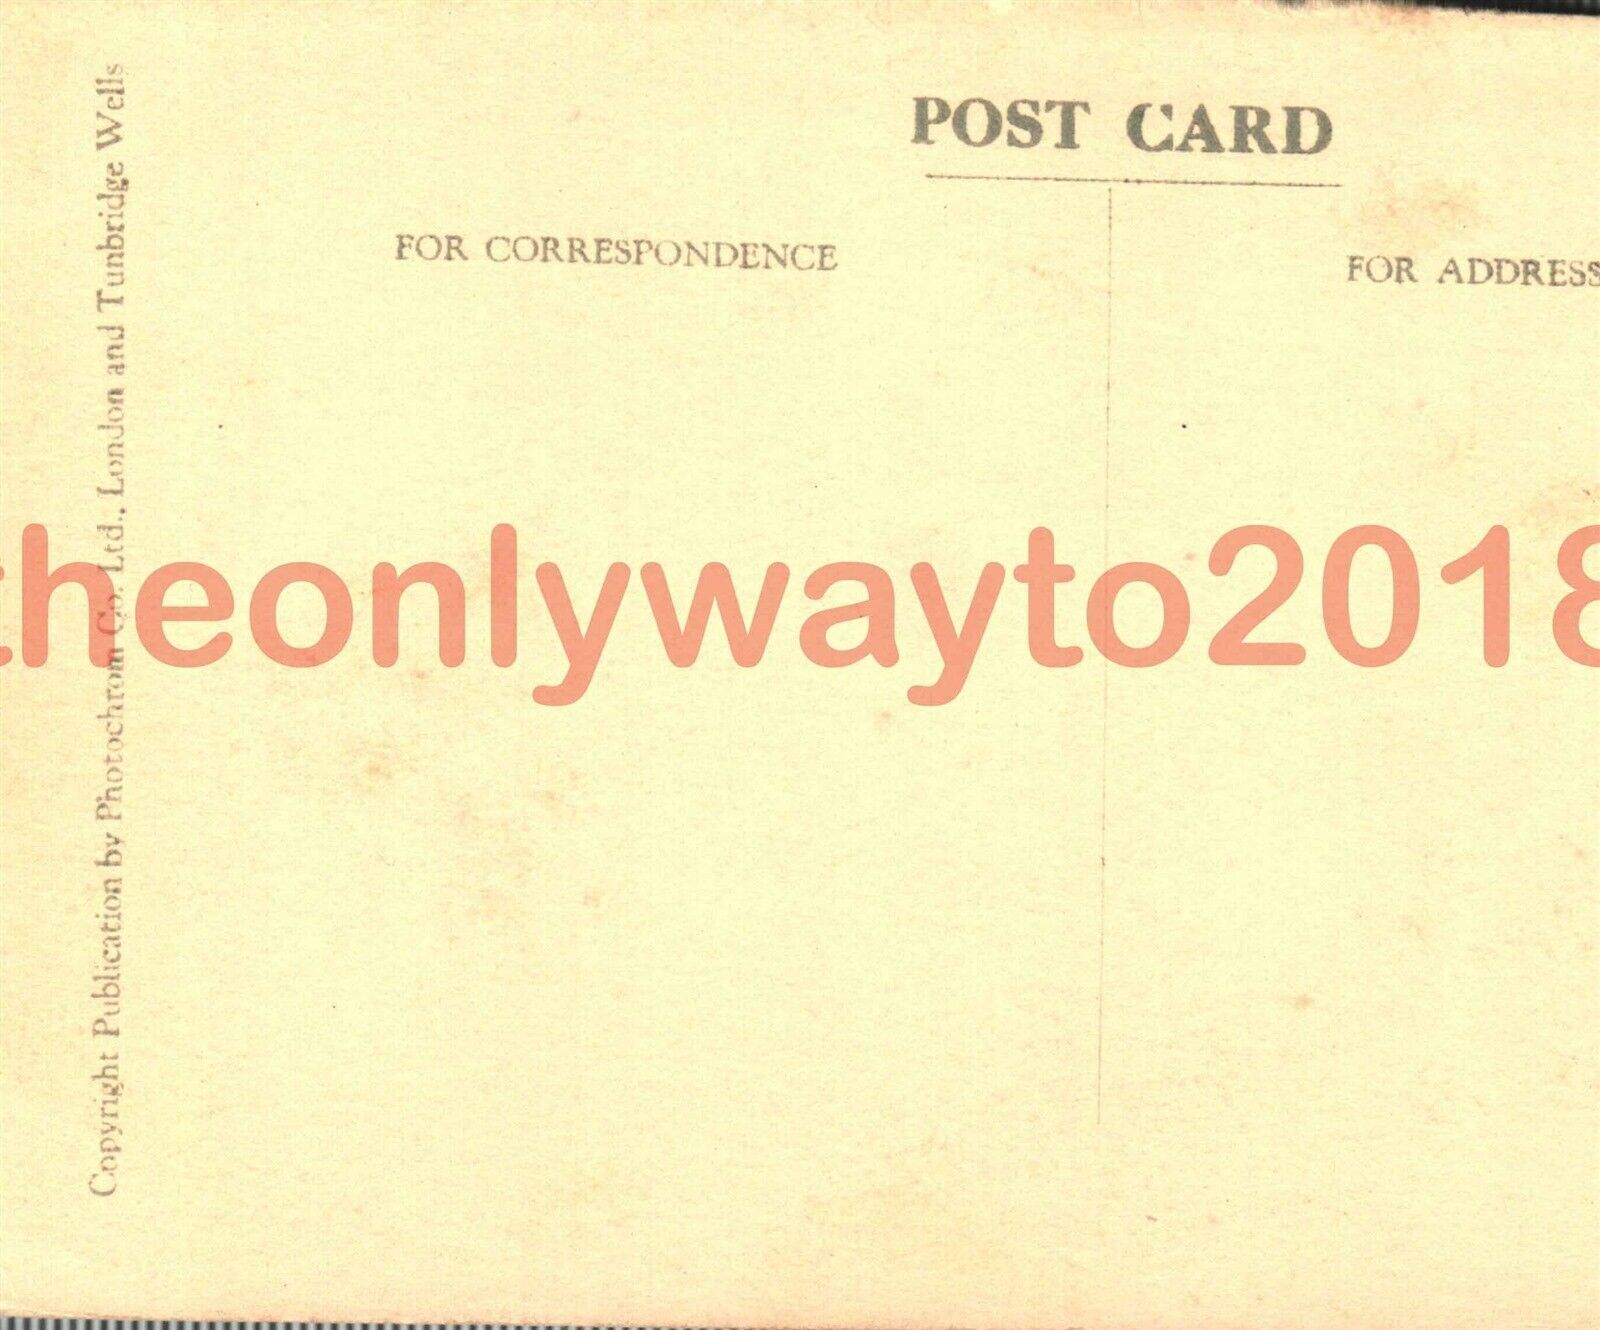 POST CARD
FOR CORRESPONDENCE
FOR ADDRESS
Copyright Publication by Photochrom Co. Ltd., London and Tunbridge Wells
theonlywayto2018